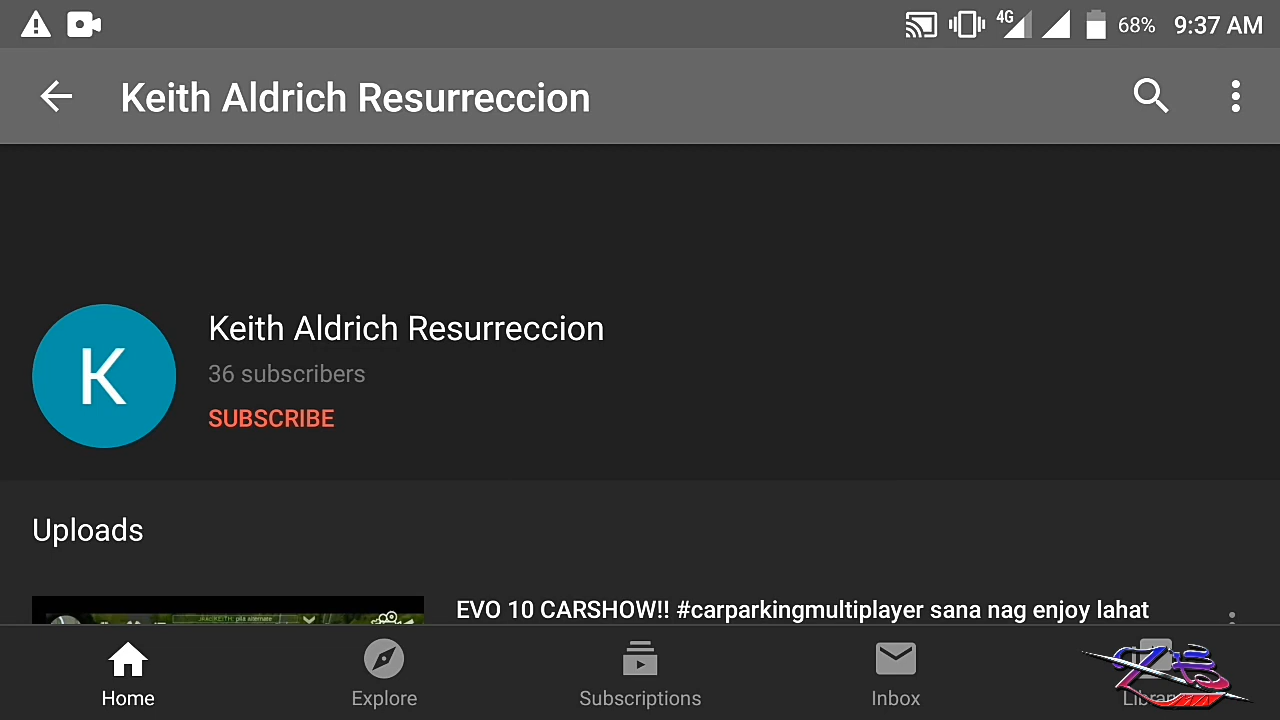 4G 68% 9:37 AM
Keith Aldrich Resurreccion
K
Keith Aldrich Resurreccion
36 subscribers
SUBSCRIBE
Uploads
EVO 10 CARSHOW!! #carparkingmultiplayer sana nag enjoy lahat
Home Explore Subscriptions Inbox